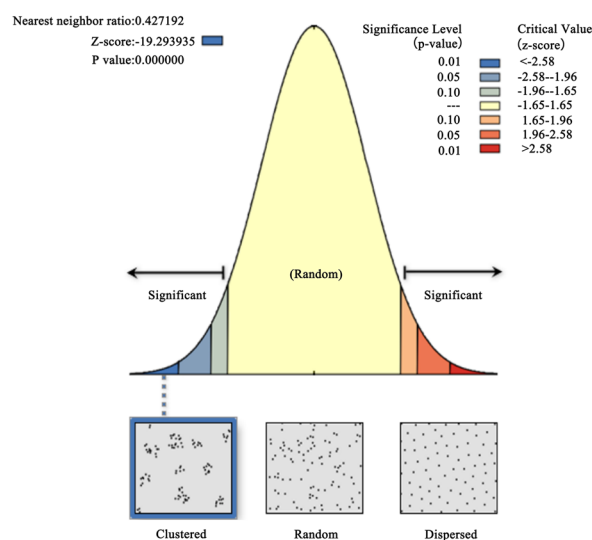 Nearest neighbor ratio:0.427192
Z-score:-19.293935
P value:0.000000
Significance Level
(p-value)
Critical Value
(z-score)
0.01 <-2.58
0.05 -2.58--1.96
0.10 -1.96--1.65
--- -1.65-1.65
0.10 1.65-1.96
0.05 1.96-2.58
0.01 >2.58
(Random)
Significant
Significant
Clustered
Random
Dispersed